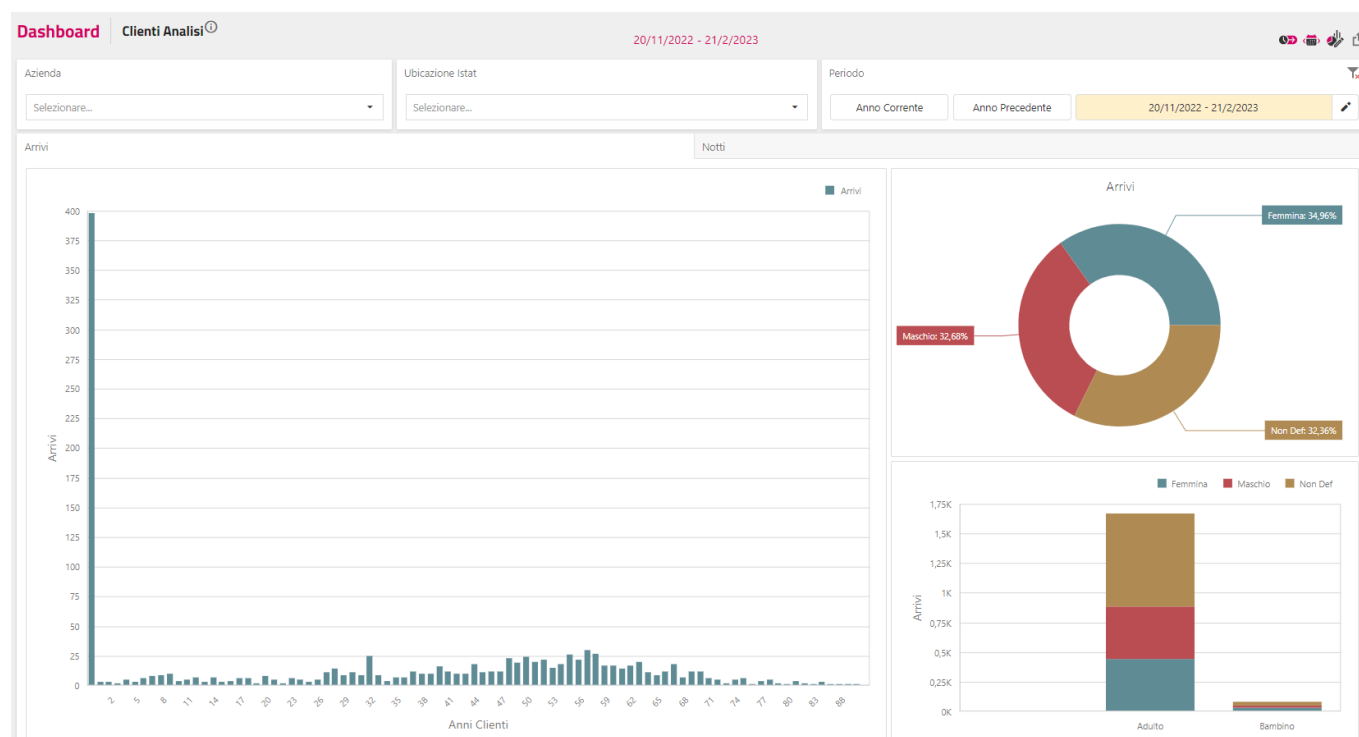 Dashboard
Clienti Analisi
20/11/2022 - 21/2/2023
Azienda
Selezionare...
Ubicazione Istat
Selezionare...
Periodo
Anno Corrente
Anno Precedente
20/11/2022 - 21/2/2023
Arrivi
Notti
Arrivi
400
375
350
325
300
275
250
225
200
175
150
125
100
75
50
25
0
Arrivi
2
5
8
11
14
17
20
23
26
29
32
35
38
41
44
47
50
53
56
59
62
65
68
71
74
77
80
83
88
Anni Clienti
Arrivi
Femmina: 34,96%
Maschio: 32,68%
Non Def: 32,36%
Femmina
Maschio
Non Def
1,75K
1,5K
1,25K
1K
0,75K
0,5K
0,25K
0K
Arrivi
Adulto
Bambino